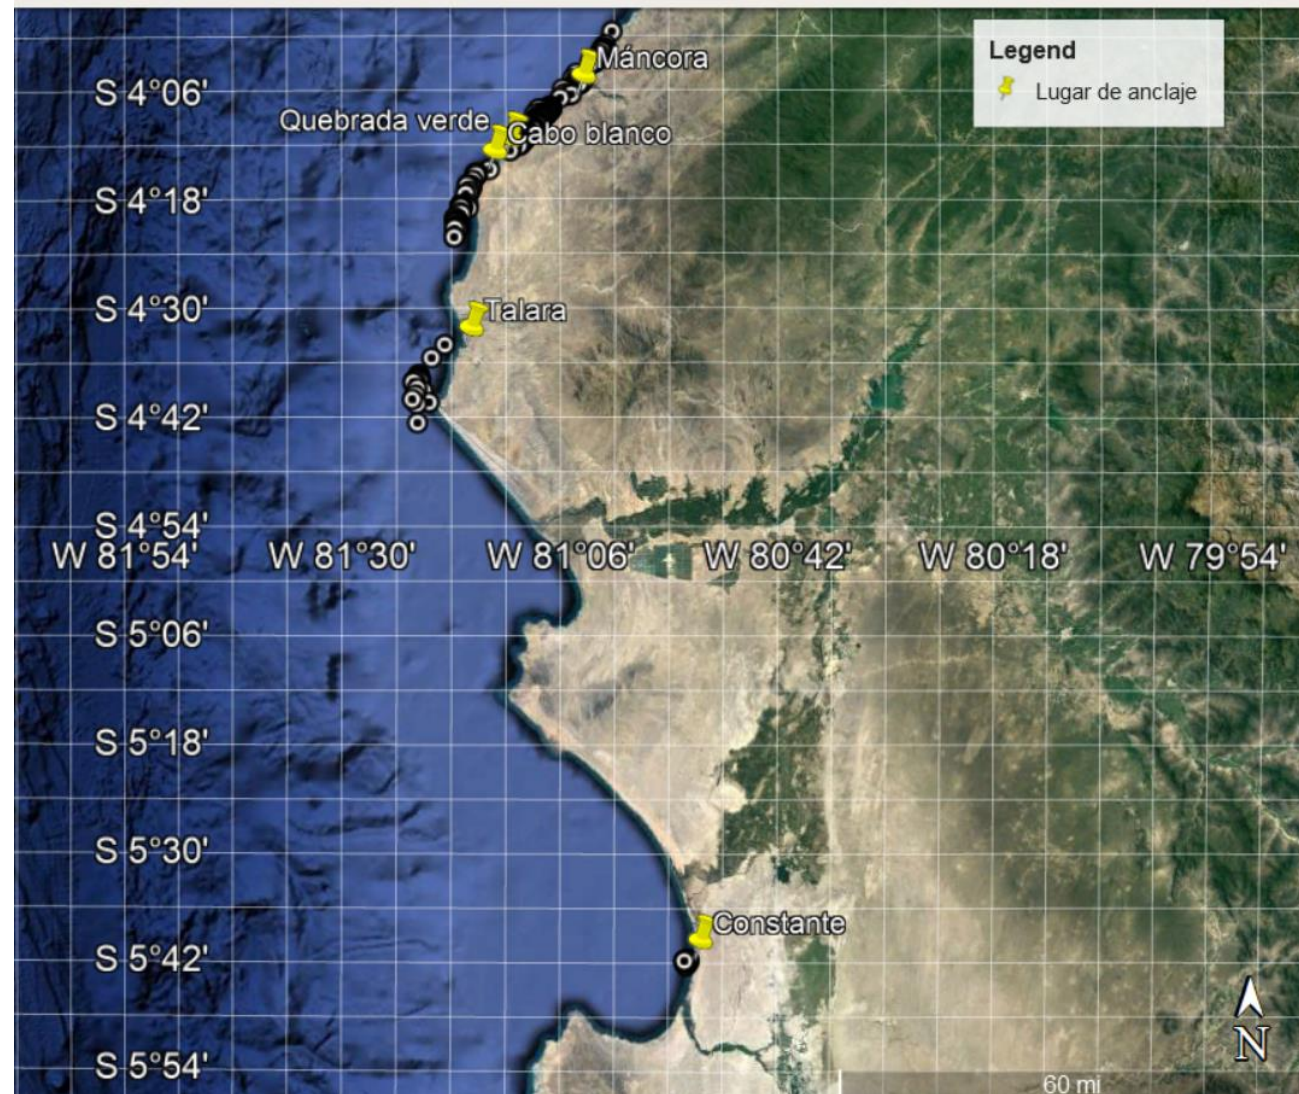 Legend
Lugar de anclaje
Máncora
S 4°06'
Quebrada verde
Cabo blanco
S 4°18'
S 4°30'
Talara
S 4°42'
S 4°54'
W 81°54'
W 81°30'
W 81°06'
W 80°42'
W 80°18'
W 79°54'
S 5°06'
S 5°18'
S 5°30'
Constante
S 5°42'
N
S 5°54'
60 mi